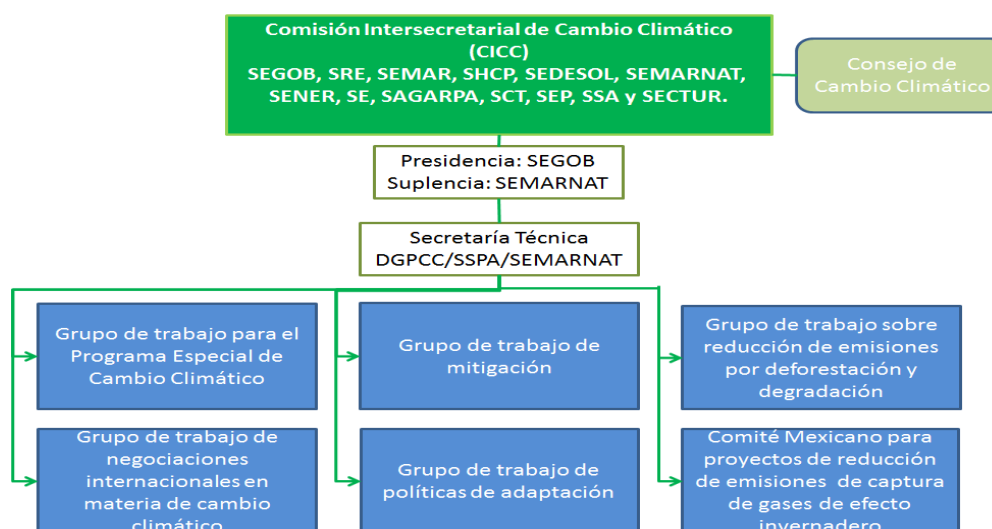 Comisión Intersecretarial de Cambio Climático
(CICC)
SEGOB, SRE, SEMAR, SHCP, SEDESOL, SEMARNAT,
SENER, SE, SAGARPA, SCT, SEP, SSA y SECTUR.
Consejo de
Cambio Climático
Presidencia: SEGOB
Suplencia: SEMARNAT
Secretaría Técnica
DGPCC/SSPA/SEMARNAT
Grupo de trabajo para el
Programa Especial de
Cambio Climático
Grupo de trabajo de
mitigación
Grupo de trabajo sobre
reducción de emisiones
por deforestación y
degradación
Grupo de trabajo de
negociaciones
internacionales en
materia de cambio
climático
Grupo de trabajo de
políticas de adaptación
Comité Mexicano para
proyectos de reducción
de emisiones de captura
de gases de efecto
invernadero